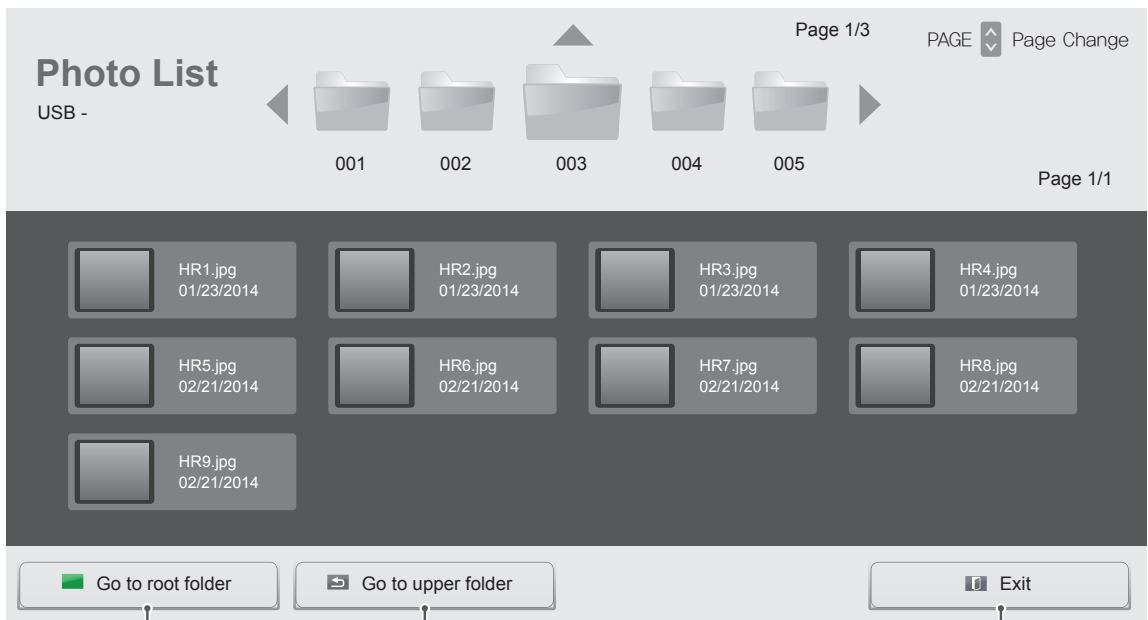 Page 1/3
PAGE Page Change
Photo List
USB -
001 002 003 004 005
Page 1/1
HR1.jpg
01/23/2014
HR2.jpg
01/23/2014
HR3.jpg
01/23/2014
HR4.jpg
01/23/2014
HR5.jpg
02/21/2014
HR6.jpg
02/21/2014
HR7.jpg
02/21/2014
HR8.jpg
02/21/2014
HR9.jpg
02/21/2014
Go to root folder
Go to upper folder
Exit